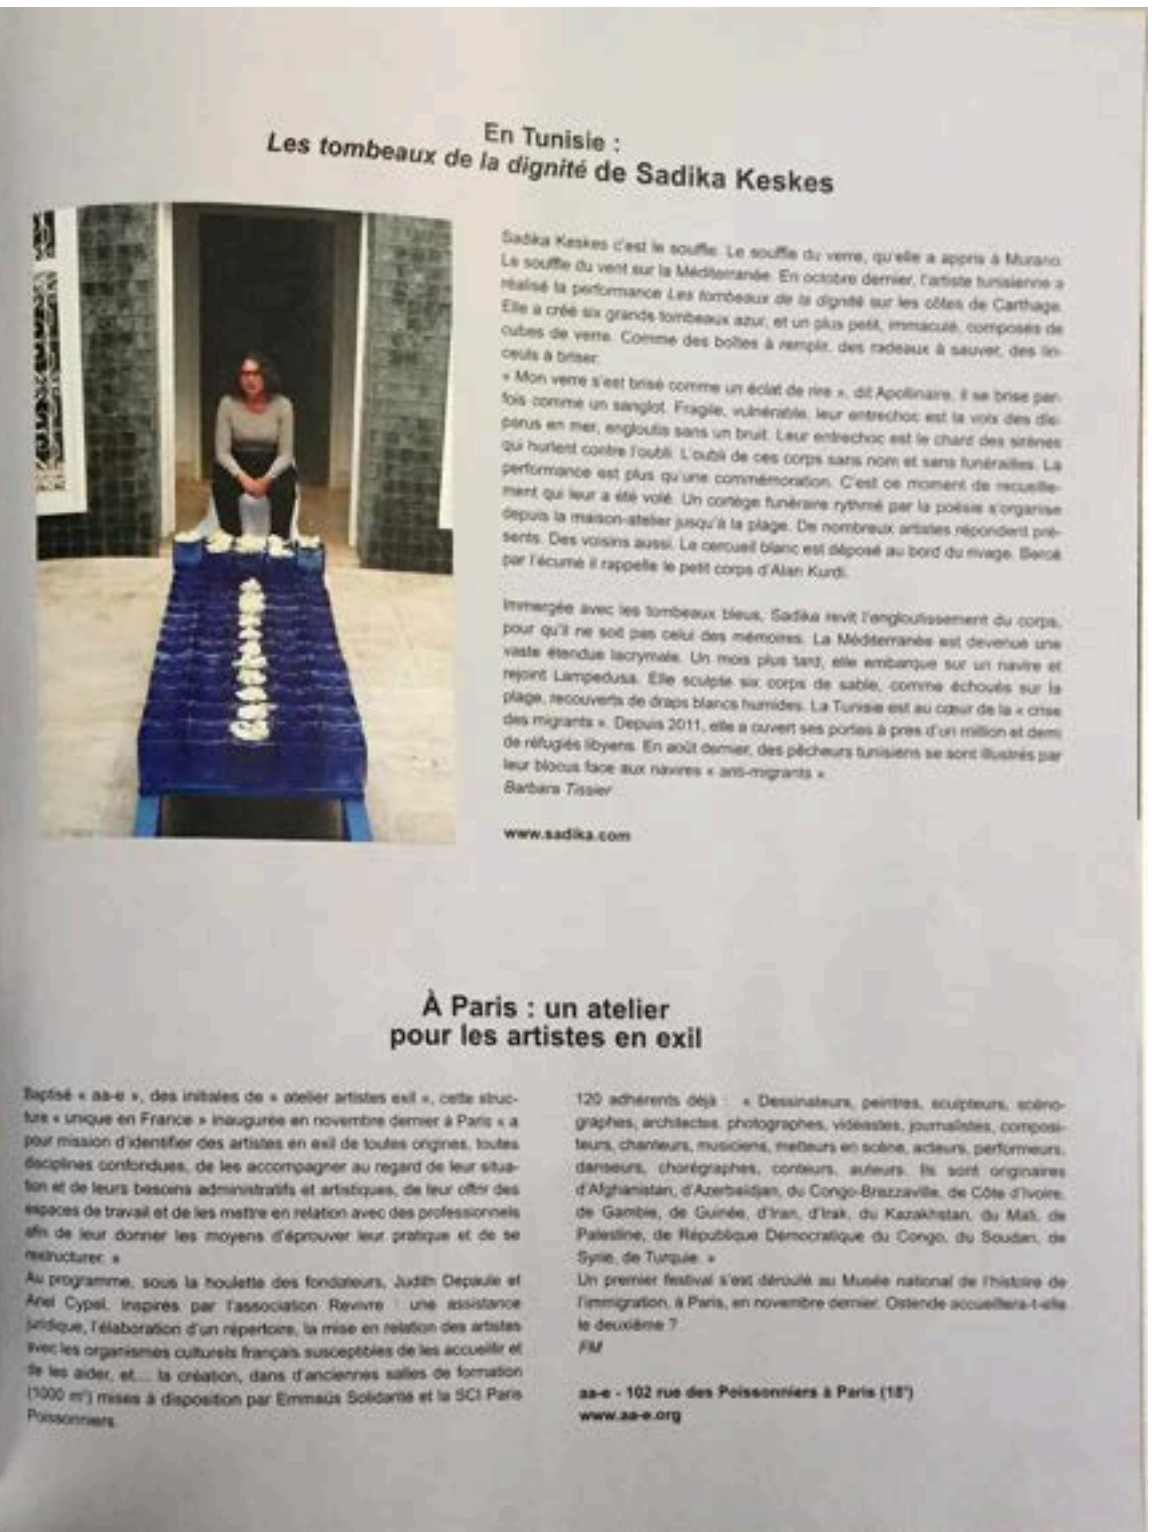 En Tunisie :
Les tombeaux de la dignité de Sadika Keskes
Sadika Keskes c'est le souffle. Le souffle du verre, qu'elle a appris à Murano.
Le souffle du vent sur la Méditerranée. En octobre dernier, l'artiste tunisienne a
réalisé la performance Les tombeaux de la dignité sur les côtes de Carthage.
Elle a créé six grands tombeaux azur, et un plus petit, immaculé, composés de
cubes de verre. Comme des boîtes à remplir, des radeaux à sauver, des lin-
ceuls à briser.
« Mon verre s'est brisé comme un éclat de rire », dit Apollinaire, il se brise par-
fois comme un sanglot. Fragile, vulnérable, leur entrechoc est la voix des dis-
parus en mer, engloutis sans un bruit. Leur entrechoc est le chant des sirènes
qui hurlent contre l'oubli. L'oubli de ces corps sans nom et sans funérailles. La
performance est plus qu'une commémoration. C'est ce moment de recueille-
ment qui leur a été volé. Un cortège funéraire rythmé par la poésie s'organise
depuis la maison-atelier jusqu'à la plage. De nombreux artistes répondent pré-
sents. Des voisins aussi. Le cercueil blanc est déposé au bord du rivage. Bercé
par l'écume il rappelle le petit corps d'Alan Kurdi.
Immergée avec les tombeaux bleus, Sadika revit l'engloutissement du corps,
pour qu'il ne soit pas celui des mémoires. La Méditerranée est devenue une
vaste étendue lacrymale. Un mois plus tard, elle embarque sur un navire et
rejoint Lampedusa. Elle sculpte six corps de sable, comme échoués sur la
plage, recouverts de draps blancs humides. La Tunisie est au cœur de la « crise
des migrants ». Depuis 2011, elle a ouvert ses portes à près d'un million et demi
de réfugiés libyens. En août dernier, des pêcheurs tunisiens se sont illustrés par
leur blocus face aux navires « anti-migrants ».
Barbara Tissier
www.sadika.com
À Paris : un atelier
pour les artistes en exil
Baptisé « aa-e », des initiales de « atelier artistes exil », cette struc-
ture « unique en France » inaugurée en novembre dernier à Paris « a
pour mission d'identifier des artistes en exil de toutes origines, toutes
disciplines confondues, de les accompagner au regard de leur situa-
tion et de leurs besoins administratifs et artistiques, de leur offrir des
espaces de travail et de les mettre en relation avec des professionnels
afin de leur donner les moyens d'éprouver leur pratique et de se
restructurer. »
Au programme, sous la houlette des fondateurs, Judith Depaule et
Ariel Cypel, inspirés par l'association Revivre : une assistance
juridique, l'élaboration d'un répertoire, la mise en relation des artistes
avec les organismes culturels français susceptibles de les accueillir et
de les aider, et... la création, dans d'anciennes salles de formation
(1000 m²) mises à disposition par Emmaüs Solidarité et la SCI Paris
Poissonniers.
120 adhérents déjà : « Dessinateurs, peintres, sculpteurs, scéno-
graphes, architectes, photographes, vidéastes, journalistes, composi-
teurs, chanteurs, musiciens, metteurs en scène, acteurs, performeurs,
danseurs, chorégraphes, conteurs, auteurs. Ils sont originaires
d'Afghanistan, d'Azerbaïdjan, du Congo-Brazzaville, de Côte d'Ivoire,
de Gambie, de Guinée, d'Iran, d'Irak, du Kazakhstan, du Mali, de
Palestine, de République Démocratique du Congo, du Soudan, de
Syrie, de Turquie. »
Un premier festival s'est déroulé au Musée national de l'histoire de
l'immigration, à Paris, en novembre dernier. Ostende accueillera-t-elle
le deuxième ?
FM
aa-e - 102 rue des Poissonniers à Paris (18°)
www.aa-e.org